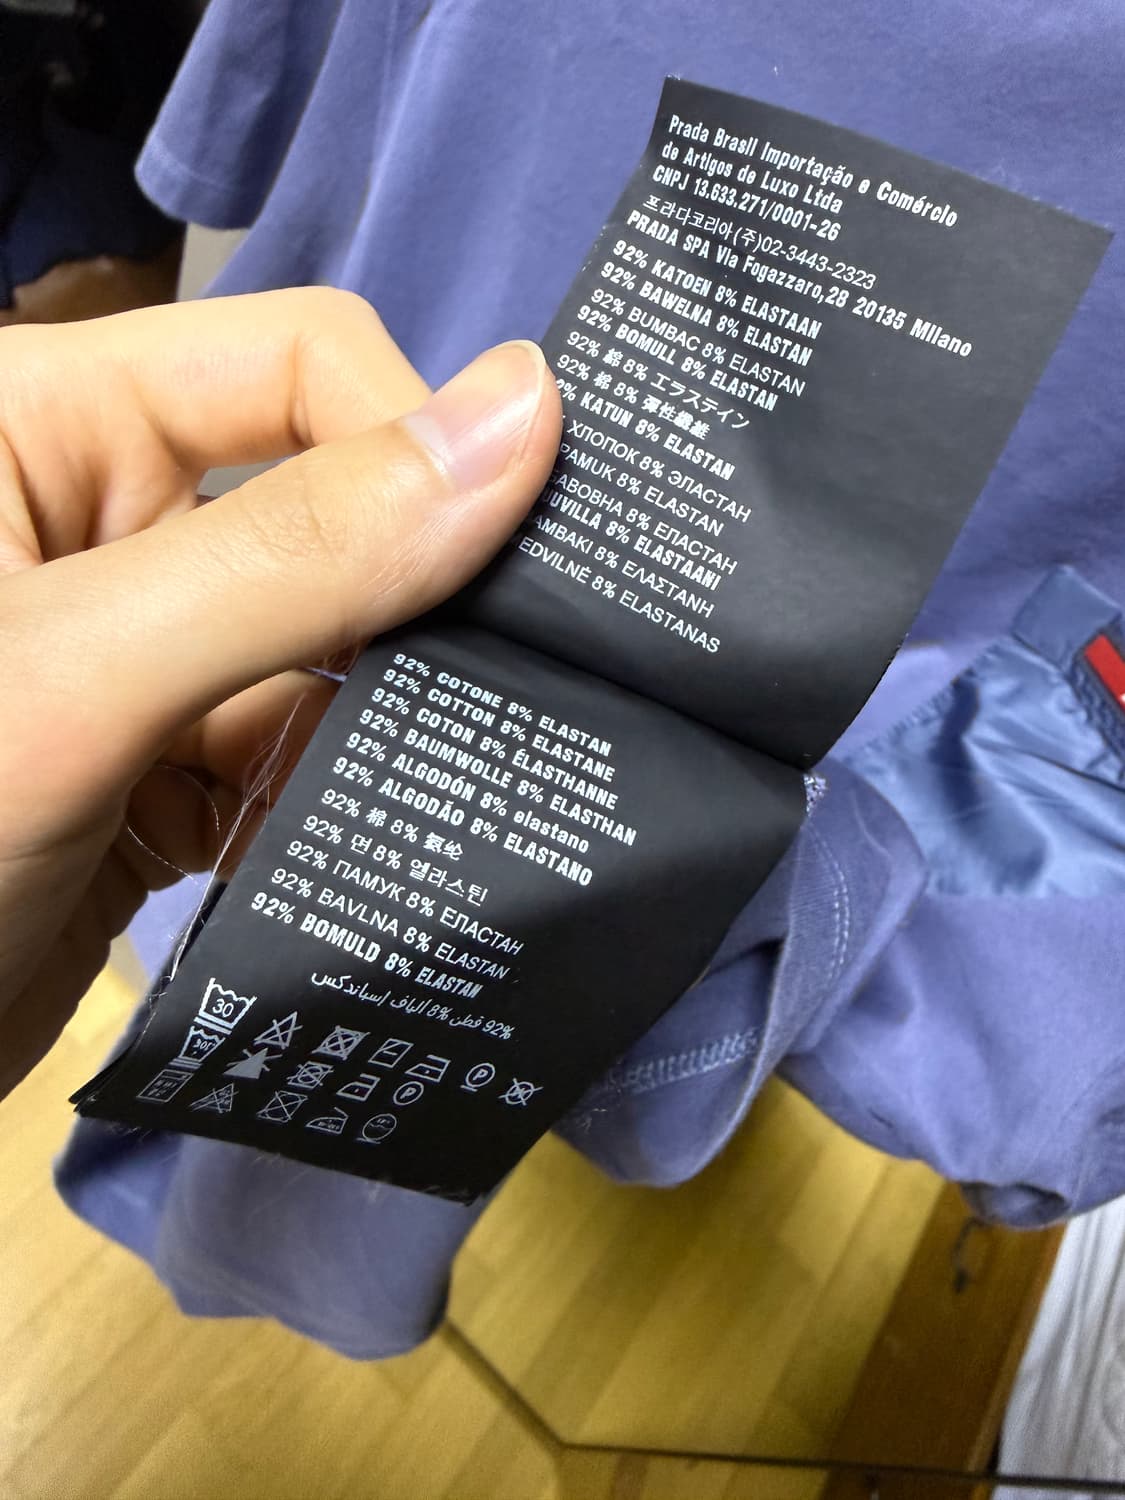 Prada Brasil Importação e Comércio
de Artigos de Luxo Ltda
CNPJ 13.633.271/0001-26
프라다코리아(주)02-3443-2323
PRADA SPA Via Fogazzaro,28 20135 Milano
92% KATOEN 8% ELASTAAN
92% BAWEŁNA 8% ELASTAN
92% BUMBAC 8% ELASTAN
92% BOMULL 8% ELASTAN
92% 綿 8% エラステイン
92% 棉 8% 彈性纖維
2% KATUN 8% ELASTAN
ХЛОПОК 8% ЭЛАСТАН
PAMUK 8% ELASTAN
БАВОВНА 8% ЕЛАСТАН
UUVILLA 8% ELASTAANI
AMBAKI 8% ΕΛΑΣΤΑΝΗ
EDVILNĖ 8% ELASTANAS
92% COTONE 8% ELASTAN
92% COTTON 8% ELASTANE
92% COTON 8% ÉLASTHANNE
92% BAUMWOLLE 8% ELASTHAN
92% ALGODÓN 8% elastano
92% ALGODÃO 8% ELASTANO
92% 棉 8% 氨纶
92% 면 8% 엘라스틴
92% ПАМУК 8% ЕЛАСТАН
92% BAVLNA 8% ELASTAN
92% BOMULD 8% ELASTAN
92% قطن 8% الياف اسباندكس
30
P
P